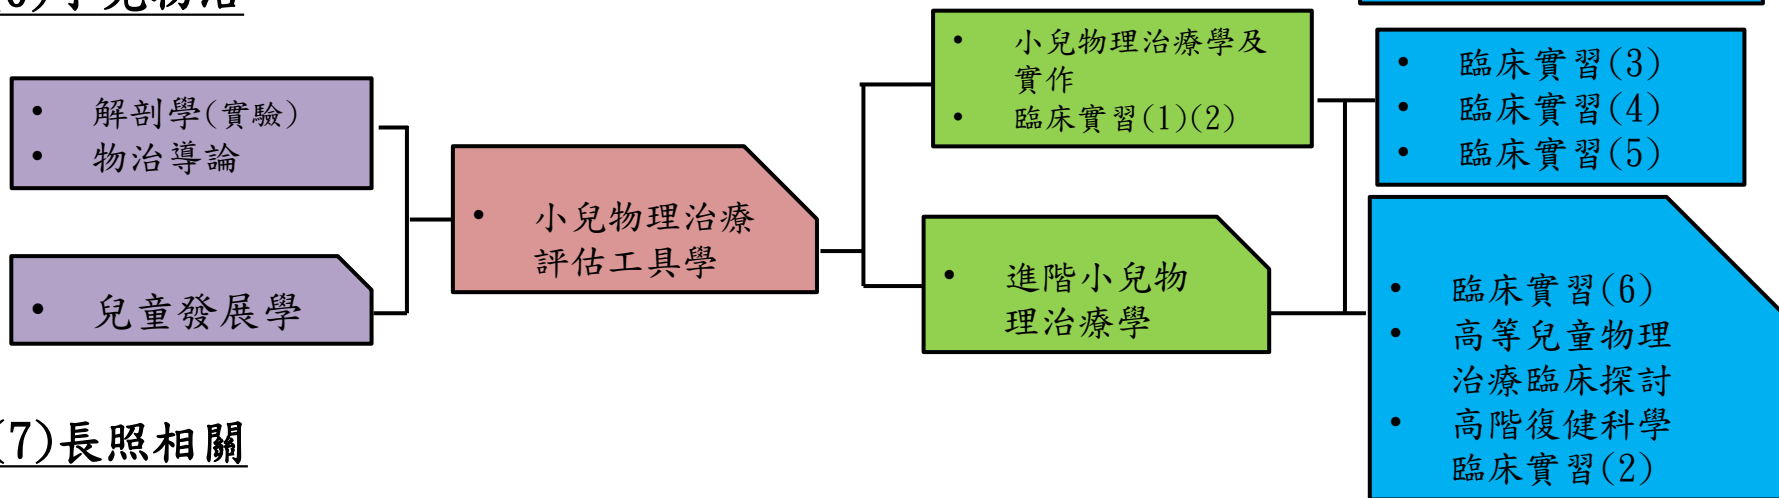 (6)小兒物治
• 解剖學(實驗)
• 物治導論
• 兒童發展學
• 小兒物理治療
評估工具學
• 小兒物理治療學及
實作
• 臨床實習(1)(2)
• 進階小兒物
理治療學
• 臨床實習(3)
• 臨床實習(4)
• 臨床實習(5)
• 臨床實習(6)
• 高等兒童物理
治療臨床探討
• 高階復健科學
臨床實習(2)
(7)長照相關